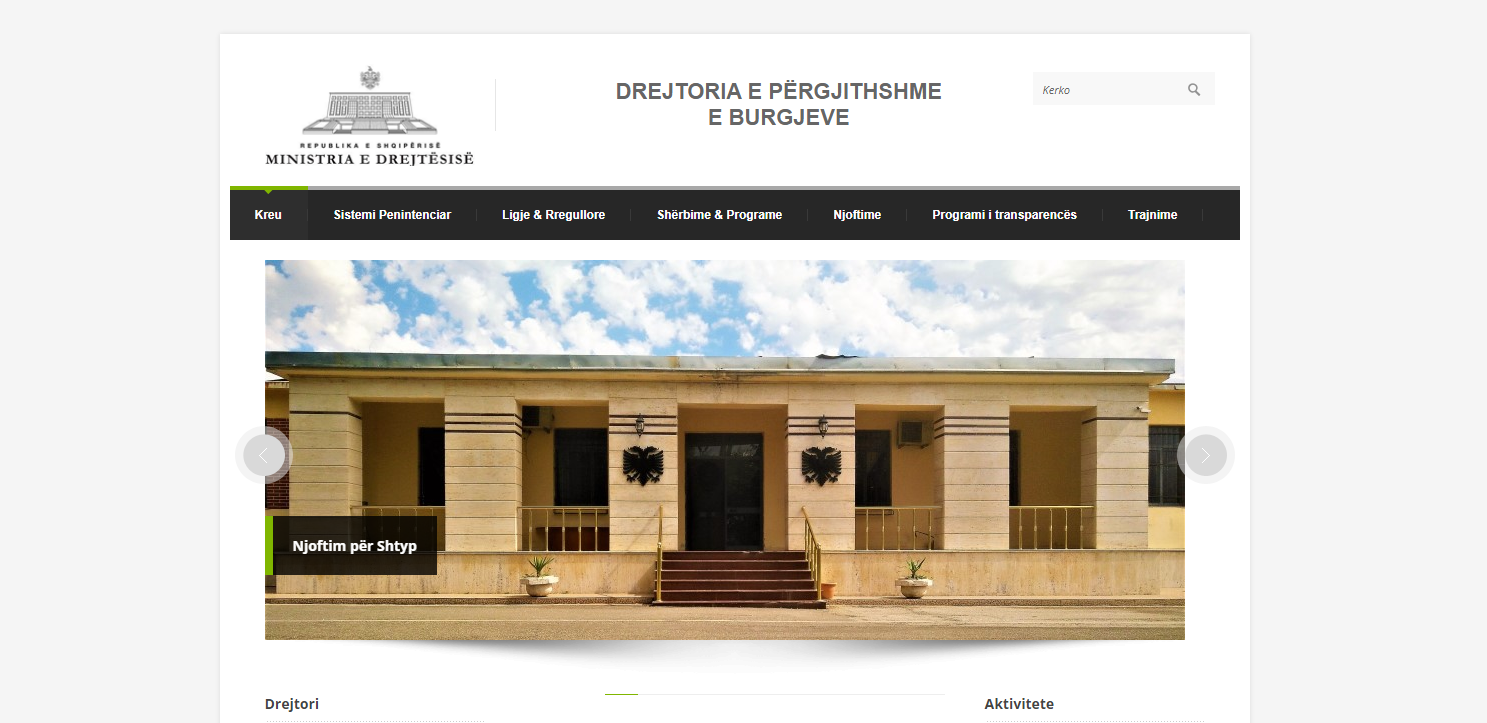 REPUBLIKA E SHQIPËRISË
MINISTRIA E DREJTËSISË
DREJTORIA E PËRGJITHSHME
E BURGJEVE
Kerko
Kreu
Sistemi Penintenciar
Ligje & Rregullore
Shërbime & Programe
Njoftime
Programi i transparencës
Trajnime
Njoftim për Shtyp
Drejtori
Aktivitete